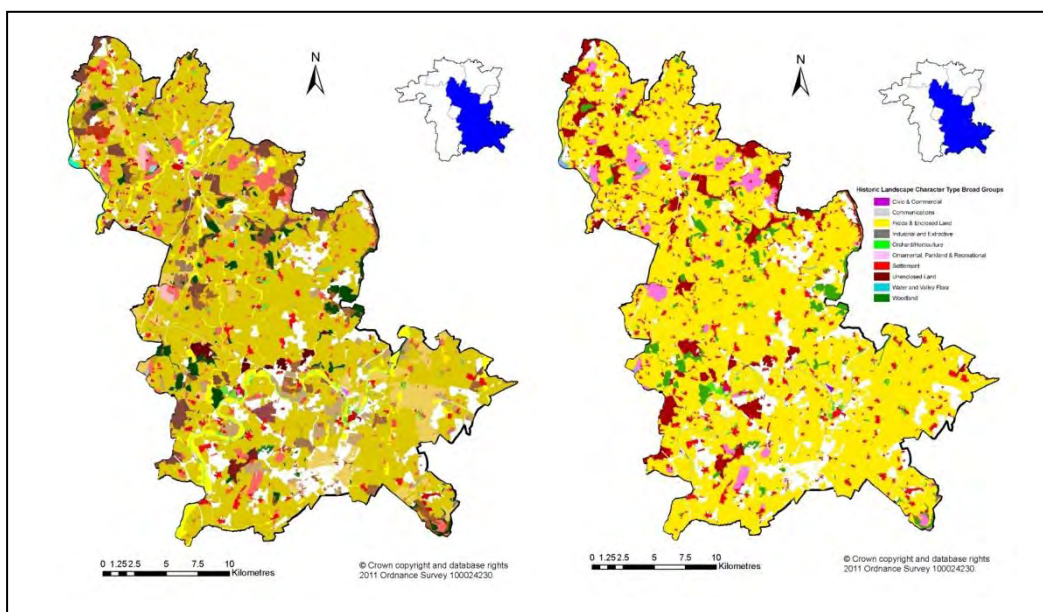 N
N
Historic Landscape Character Type Broad Groups
Civic & Commercial
Communications
Fields & Enclosed Land
Industrial and Extractive
Orchard/Horticulture
Ornamental, Parkland & Recreational
Settlement
Unenclosed Land
Water and Valley Floor
Woodland
0 1.25 2.5 5 7.5 10
Kilometres
© Crown copyright and database rights
2011 Ordnance Survey 100024230.
0 1.25 2.5 5 7.5 10
Kilometres
© Crown copyright and database rights
2011 Ordnance Survey 100024230.